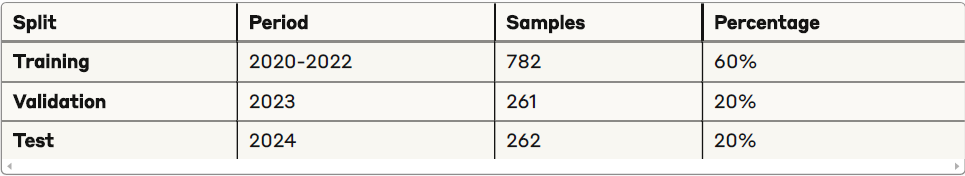 Split Period Samples Percentage
Training 2020-2022 782 60%
Validation 2023 261 20%
Test 2024 262 20%